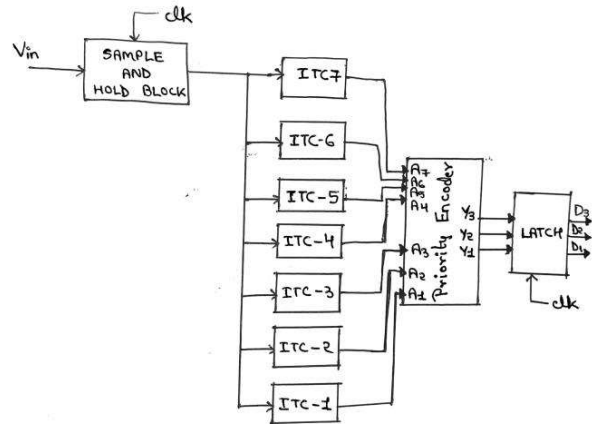 clk
Vin
SAMPLE
AND
HOLD BLOCK
ITC7
ITC-6
ITC-5
ITC-4
ITC-3
ITC-2
ITC-1
A7
A6
A5
A4
A3
A2
A1
Priority Encoder
Y3
Y2
Y1
LATCH
D3
D2
D1
clk